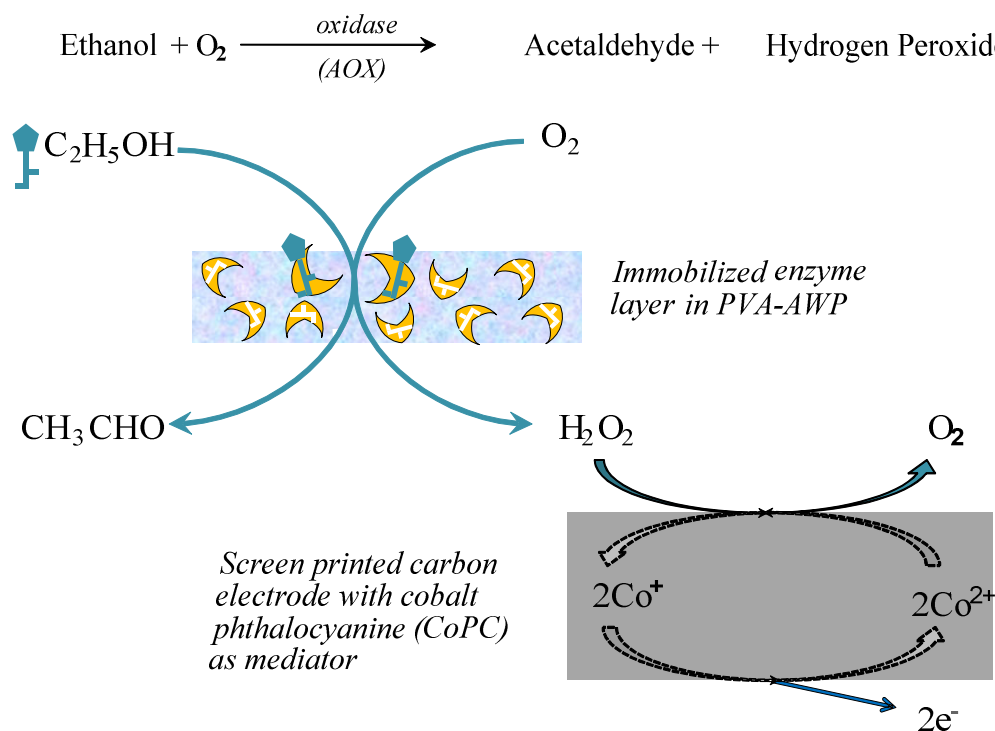 oxidase
Ethanol + O₂ Acetaldehyde + Hydrogen Peroxide
(AOX)
C₂H₅OH O₂
Immobilized enzyme
layer in PVA-AWP
CH₃CHO H₂O₂ O₂
Screen printed carbon
electrode with cobalt
phthalocyanine (CoPC)
as mediator
2Co⁺ 2Co²⁺
2e⁻